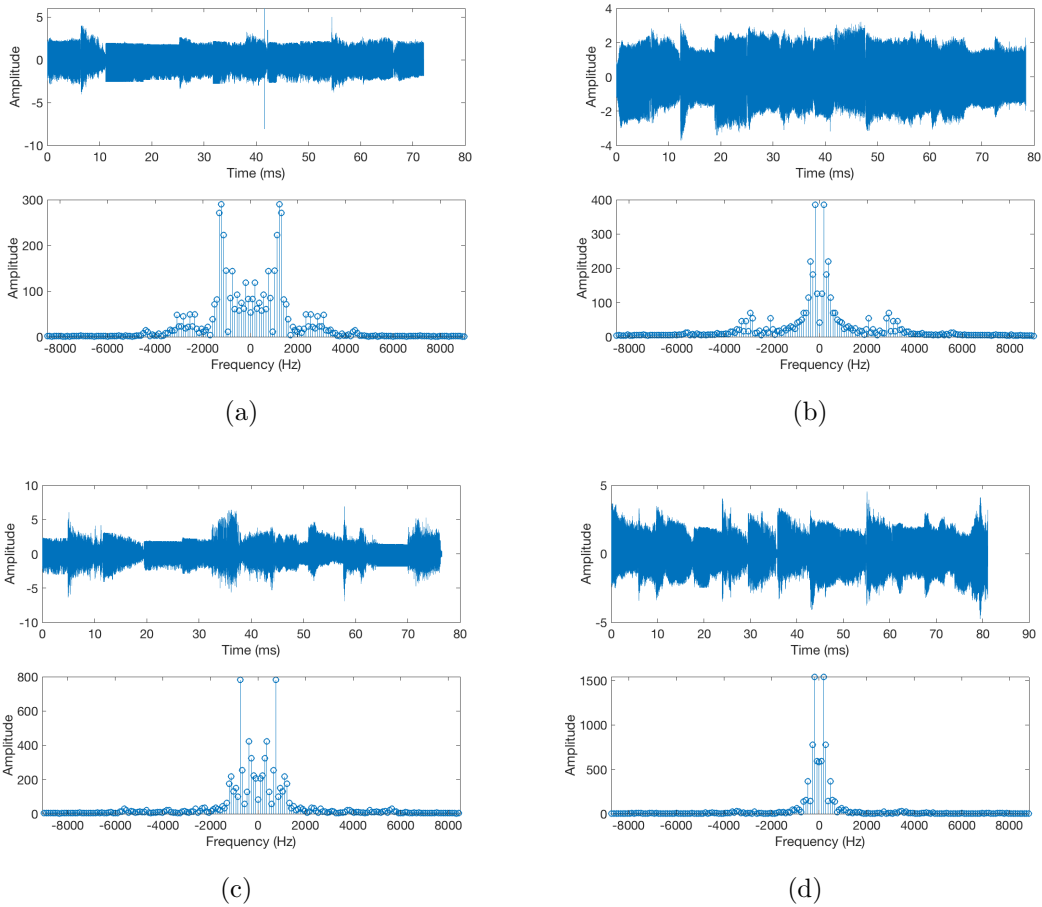 Amplitude
5
0
-5
-10
0 10 20 30 40 50 60 70 80
Time (ms)
Amplitude
300
200
100
0
-8000 -6000 -4000 -2000 0 2000 4000 6000 8000
Frequency (Hz)
(a)
Amplitude
4
2
0
-2
-4
0 10 20 30 40 50 60 70 80
Time (ms)
Amplitude
400
300
200
100
0
-8000 -6000 -4000 -2000 0 2000 4000 6000 8000
Frequency (Hz)
(b)
Amplitude
10
5
0
-5
-10
0 10 20 30 40 50 60 70 80
Time (ms)
Amplitude
800
600
400
200
0
-8000 -6000 -4000 -2000 0 2000 4000 6000 8000
Frequency (Hz)
(c)
Amplitude
5
0
-5
0 10 20 30 40 50 60 70 80 90
Time (ms)
Amplitude
1500
1000
500
0
-8000 -6000 -4000 -2000 0 2000 4000 6000 8000
Frequency (Hz)
(d)